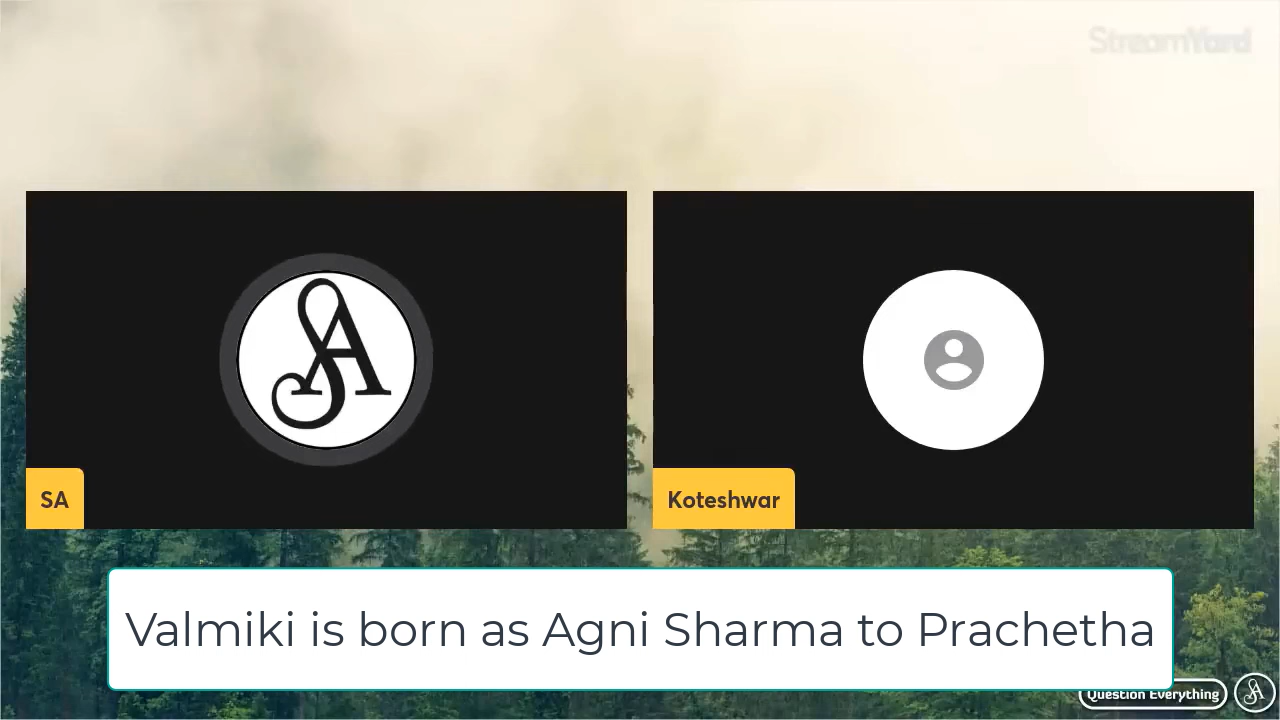 StreamYard
SA
Koteshwar
Valmiki is born as Agni Sharma to Prachetha
Question Everything